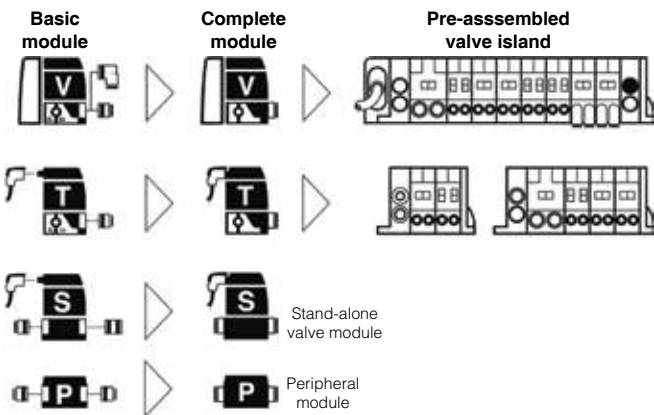 Basic
module
Complete
module
Pre-asssembled
valve island
V
V
T
T
S
S
Stand-alone
valve module
P
P
Peripheral
module